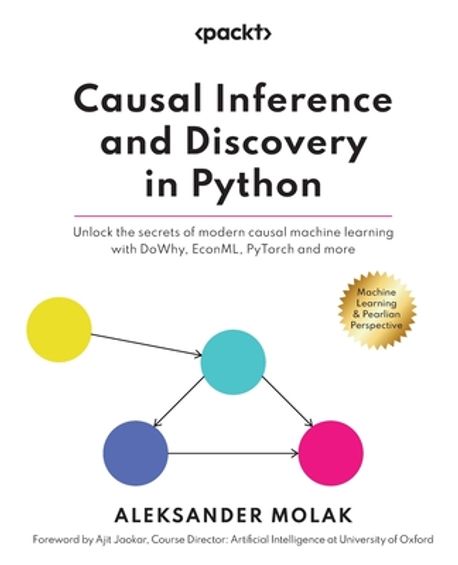 <packt>
Causal Inference
and Discovery
in Python
Unlock the secrets of modern causal machine learning
with DoWhy, EconML, PyTorch and more
Machine
Learning
& Pearlian
Perspective
ALEKSANDER MOLAK
Foreword by Ajit Jaokar, Course Director: Artificial Intelligence at University of Oxford